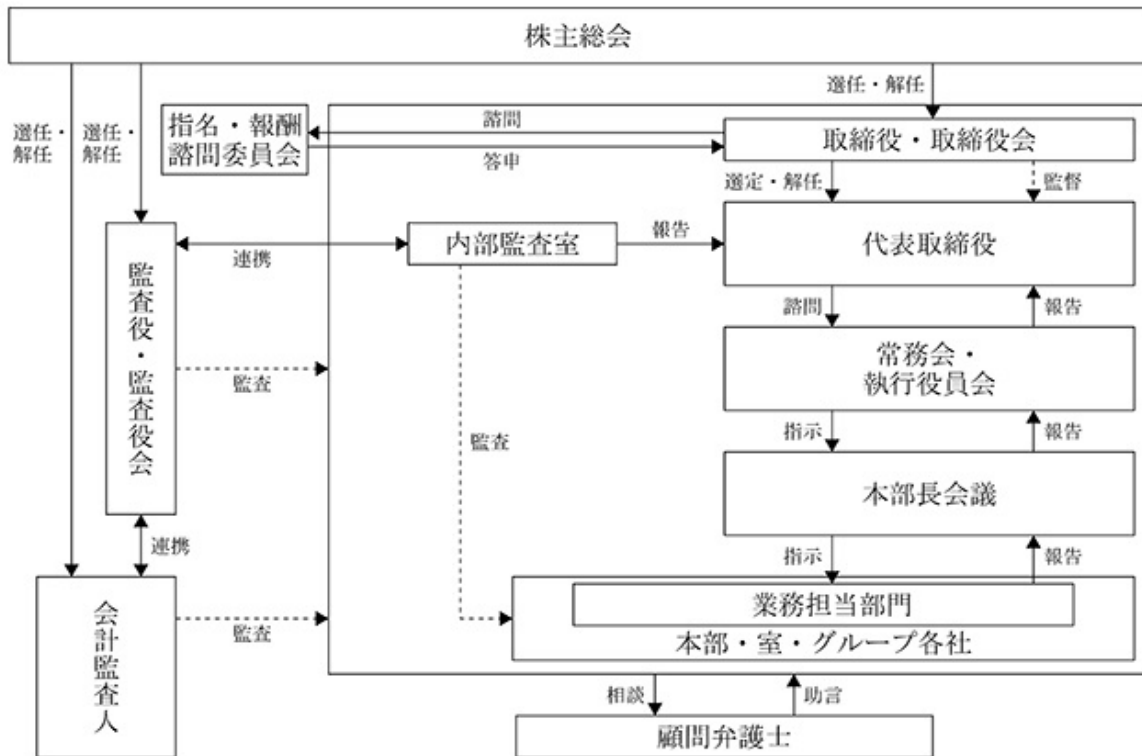 株主総会
選任・
解任
選任・
解任
選任・解任
指名・報酬
諮問委員会
諮問
答申
取締役・取締役会
選定・解任
監督
監査役・監査役会
連携
内部監査室
報告
代表取締役
諮問
報告
監査
常務会・
執行役員会
監査
指示
報告
本部長会議
連携
指示
報告
会計監査人
監査
業務担当部門
本部・室・グループ各社
相談
助言
顧問弁護士